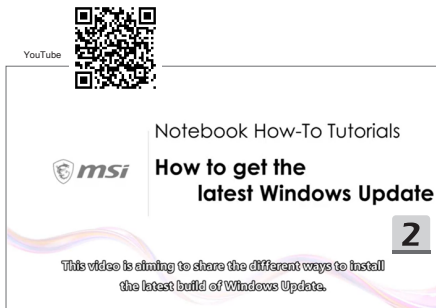 YouTube
Notebook How-To Tutorials
msi
How to get the
latest Windows Update
2
This video is aiming to share the different ways to install
the latest build of Windows Update.